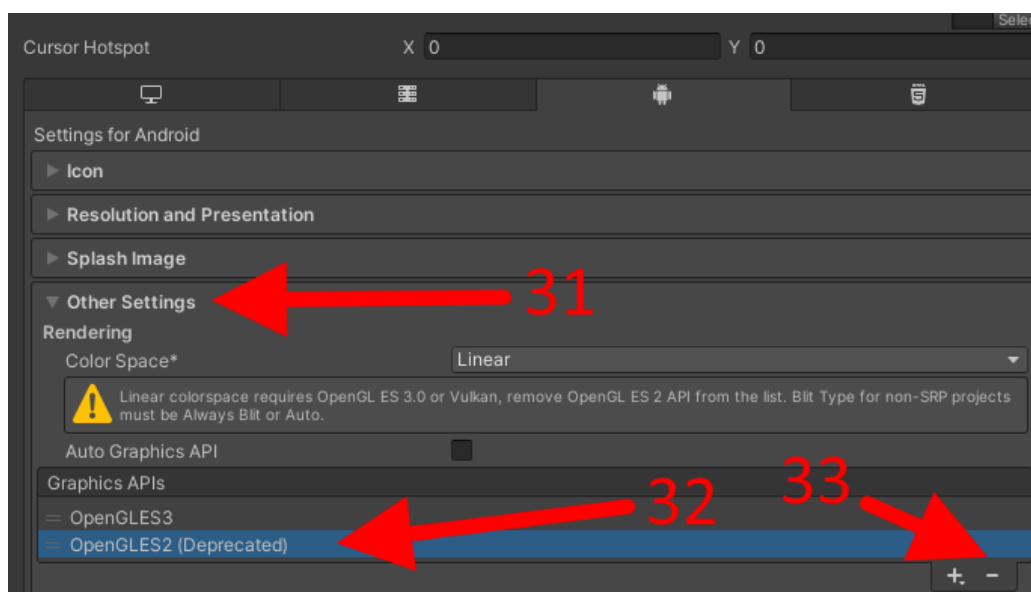 Sele
Cursor Hotspot X 0 Y 0
Settings for Android
Icon
Resolution and Presentation
Splash Image
Other Settings 31
Rendering
Color Space* Linear
Linear colorspace requires OpenGL ES 3.0 or Vulkan, remove OpenGL ES 2 API from the list. Blit Type for non-SRP projects
must be Always Blit or Auto.
Auto Graphics API
Graphics APIs 33
OpenGLES3 32
OpenGLES2 (Deprecated)
+ -